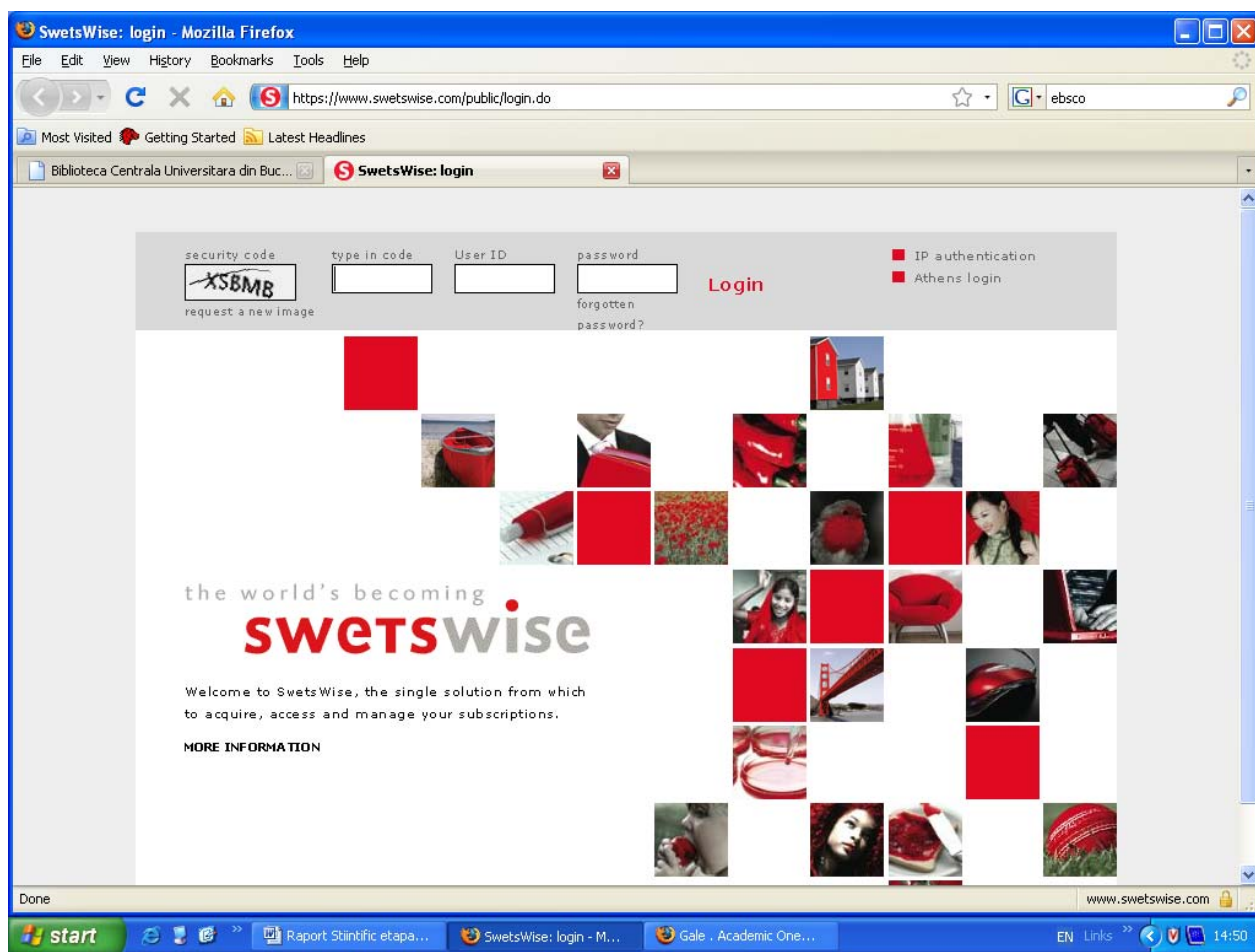 SwetsWise: login - Mozilla Firefox
File Edit View History Bookmarks Tools Help
https://www.swetswise.com/public/login.do
ebsco
Most Visited Getting Started Latest Headlines
Biblioteca Centrala Universitara din Buc...
SwetsWise: login
security code type in code User ID password
XSBMB
Login
request a new image
forgotten
password?
IP authentication
Athens login
the world's becoming
swetswise
Welcome to SwetsWise, the single solution from which
to acquire, access and manage your subscriptions.
MORE INFORMATION
Done www.swetswise.com
start Raport Stiintific etapa... SwetsWise: login - M... Gale . Academic One... EN Links 14:50